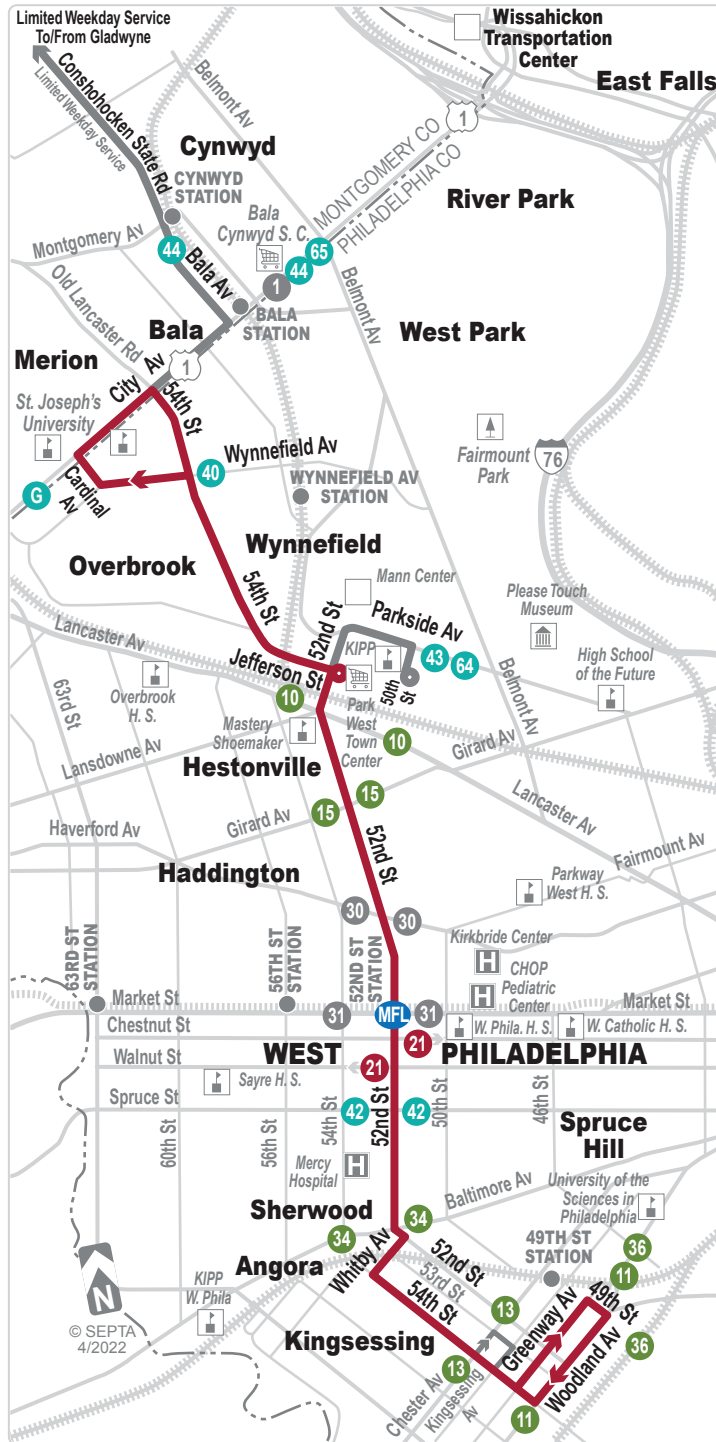 Limited Weekday Service
To/From Gladwyne
Wissahickon
Transportation
Center
East Falls
Conshohocken State Rd
Limited Weekday Service
Belmont Av
1
Cynwyd
CYNWYD
STATION
MONTGOMERY CO
PHILADELPHIA CO
River Park
Bala
Cynwyd S. C.
65
44
1
Montgomery Av
44
Bala Av
Old Lancaster Rd
BALA
STATION
Belmont Av
Bala
West Park
Merion
City Av
1
54th St
St. Joseph's
University
Fairmount
Park
76
Wynnefield Av
40
WYNNEFIELD AV
STATION
Cardinal
Av
G
Wynnefield
Overbrook
54th St
Mann Center
Please Touch
Museum
52nd St
Parkside Av
Lancaster Av
KIPP
43
64
Jefferson St
50th
St
High School
of the Future
Belmont Av
63rd St
Overbrook
H. S.
10
Park
West
Town
Center
Mastery
Shoemaker
10
Girard Av
Lansdowne Av
Hestonville
15
15
Girard Av
Lancaster Av
52nd St
Haverford Av
Fairmount Av
Haddington
Parkway
West H. S.
30
30
Kirkbride Center
63RD ST
STATION
56TH ST
STATION
52ND ST
STATION
CHOP
Pediatric
Center
Market St
31
MFL
31
Market St
Chestnut St
W. Phila. H. S.
W. Catholic H. S.
21
Walnut St
WEST
PHILADELPHIA
21
Sayre H. S.
Spruce St
42
42
52nd St
60th St
56th St
54th St
50th St
46th St
Spruce
Hill
Mercy
Hospital
University of the
Sciences in
Philadelphia
Baltimore Av
Sherwood
34
34
49TH ST
STATION
36
Whitby Av
52nd St
11
Angora
53rd St
N
KIPP
W. Phila
54th St
49th St
13
Greenway Av
© SEPTA
4/2022
Kingsessing
36
13
Woodland Av
Chester Av
Kingsessing
Av
11
H
H
H